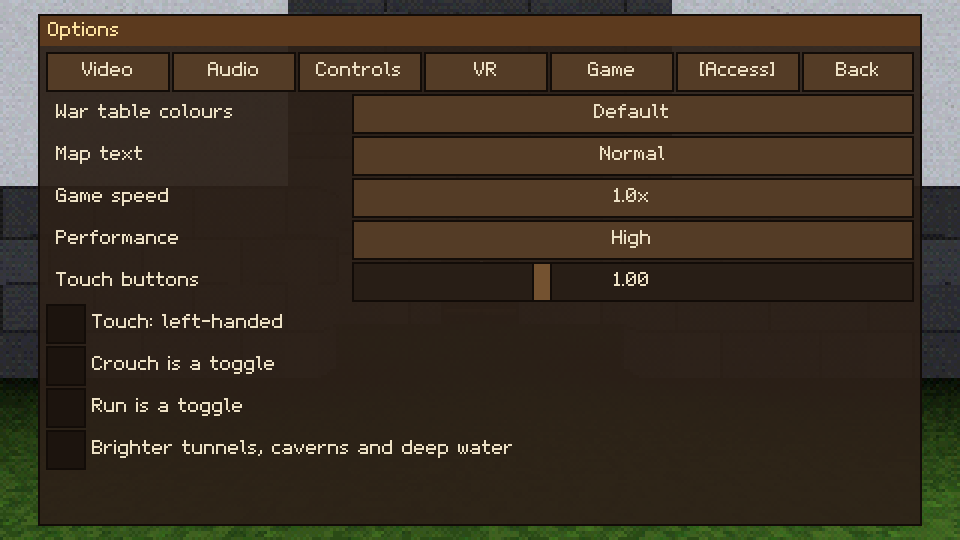 Options
Video Audio Controls VR Game [Access] Back
War table colours Default
Map text Normal
Game speed 1.0x
Performance High
Touch buttons 1.00
Touch: left-handed
Crouch is a toggle
Run is a toggle
Brighter tunnels, caverns and deep water